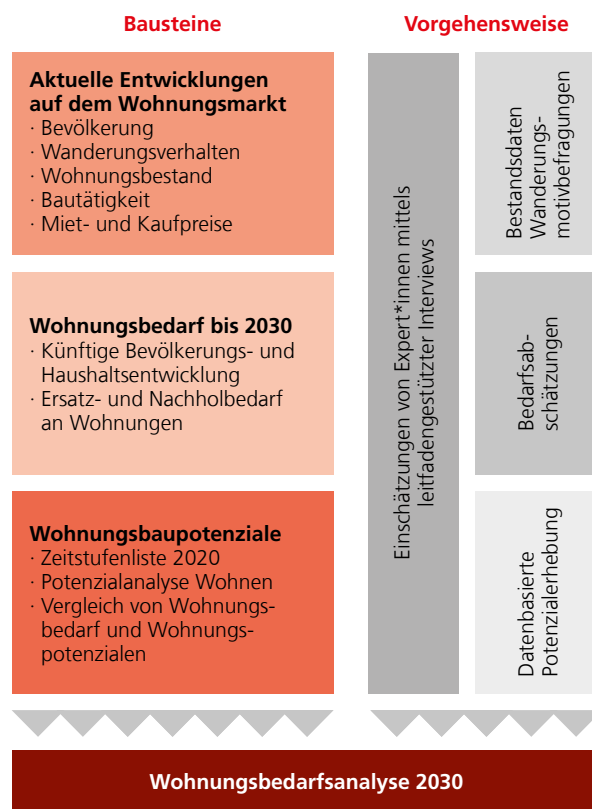 Bausteine
Vorgehensweise
Aktuelle Entwicklungen
auf dem Wohnungsmarkt
· Bevölkerung
· Wanderungsverhalten
· Wohnungsbestand
· Bautätigkeit
· Miet- und Kaufpreise
Wohnungsbedarf bis 2030
· Künftige Bevölkerungs- und
Haushaltsentwicklung
· Ersatz- und Nachholbedarf
an Wohnungen
Wohnungsbaupotenziale
· Zeitstufenliste 2020
· Potenzialanalyse Wohnen
· Vergleich von Wohnungs-
bedarf und Wohnungs-
potenzialen
Einschätzungen von Expert*innen mittels
leitfadengestützter Interviews
Bestandsdaten
Wanderungs-
motivbefragungen
Bedarfsab-
schätzungen
Datenbasierte
Potenzialerhebung
Wohnungsbedarfsanalyse 2030